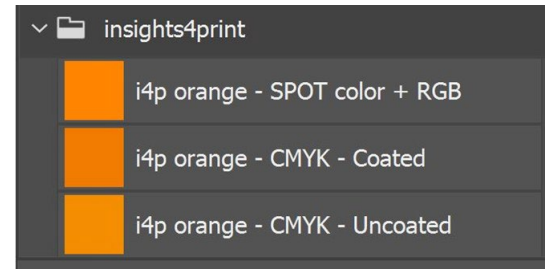 insights4print
i4p orange - SPOT color + RGB
i4p orange - CMYK - Coated
i4p orange - CMYK - Uncoated